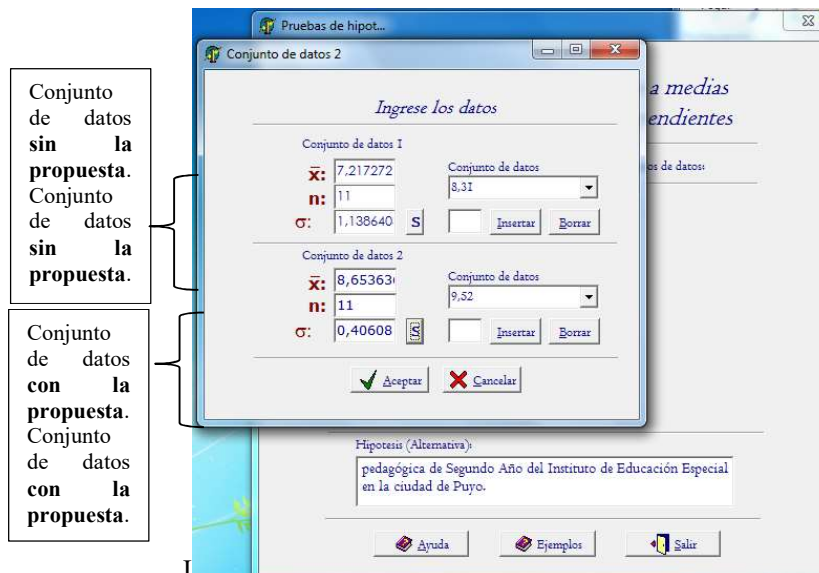 Pruebas de hipot...
Conjunto de datos 2
a medias
endientes
os de datos:
Ingrese los datos
Conjunto de datos I
x̄: 7,217272
n: 11
σ: 1,138640 S
Conjunto de datos
8,31
Insertar Borrar
Conjunto de datos 2
x̄: 8,65363
n: 11
σ: 0,40608 S
Conjunto de datos
9,52
Insertar Borrar
Aceptar Cancelar
Hipotesis (Alternativa):
pedagógica de Segundo Año del Instituto de Educación Especial
en la ciudad de Puyo.
Ayuda Ejemplos Salir
Conjunto
de datos
sin la
propuesta.
Conjunto
de datos
sin la
propuesta.
Conjunto
de datos
con la
propuesta.
Conjunto
de datos
con la
propuesta.